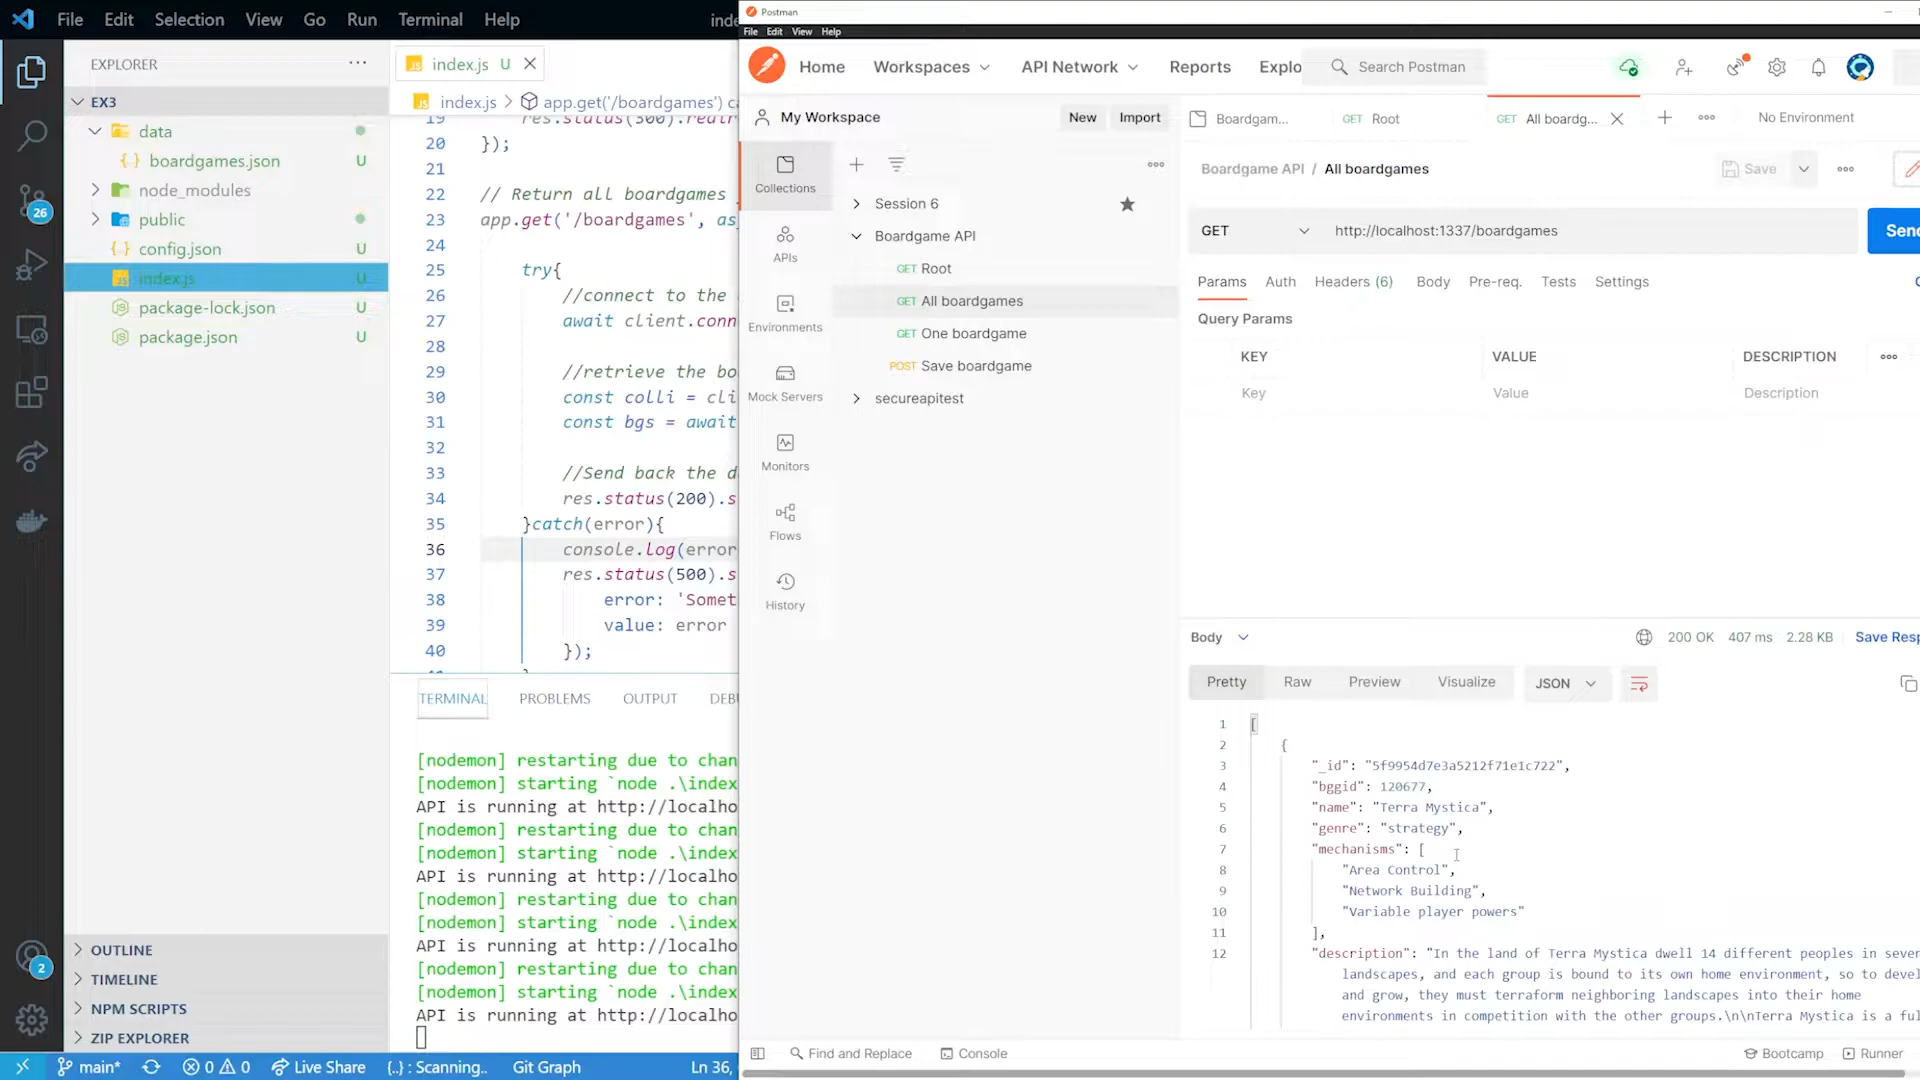 File Edit Selection View Go Run Terminal Help
EXPLORER
EX3
data
boardgames.json U
node_modules
public
config.json U
index.js U
package-lock.json U
package.json U
OUTLINE
TIMELINE
NPM SCRIPTS
ZIP EXPLORER
26
2
index.js U
index.js > app.get('/boardgames')
20 });
21
22 // Return all boardgames
23 app.get('/boardgames', as
24
25 try{
26 //connect to the
27 await client.conn
28
29 //retrieve the bo
30 const colli = cli
31 const bgs = await
32
33 //Send back the d
34 res.status(200).s
35 }catch(error){
36 console.log(error
37 res.status(500).s
38 error: 'Somet
39 value: error
40 });
TERMINAL PROBLEMS OUTPUT DEBU
[nodemon] restarting due to chan
[nodemon] starting `node .\index
API is running at http://localho
[nodemon] restarting due to chan
[nodemon] starting `node .\index
API is running at http://localho
[nodemon] restarting due to chan
[nodemon] starting `node .\index
API is running at http://localho
[nodemon] restarting due to chan
[nodemon] starting `node .\index
API is running at http://localho
main* 0 0 Live Share {..} : Scanning.. Git Graph Ln 36,
Postman
File Edit View Help
Home Workspaces API Network Reports Explo Search Postman
My Workspace New Import
Collections
APIs
Environments
Mock Servers
Monitors
Flows
History
Session 6
Boardgame API
GET Root
GET All boardgames
GET One boardgame
POST Save boardgame
secureapitest
Boardgam... GET Root GET All boardg... No Environment
Boardgame API / All boardgames Save
GET http://localhost:1337/boardgames Send
Params Auth Headers (6) Body Pre-req. Tests Settings
Query Params
KEY VALUE DESCRIPTION
Key Value Description
Body 200 OK 407 ms 2.28 KB Save Resp
Pretty Raw Preview Visualize JSON
1 [
2 {
3 "_id": "5f9954d7e3a5212f71e1c722",
4 "bggid": 120677,
5 "name": "Terra Mystica",
6 "genre": "strategy",
7 "mechanisms": [
8 "Area Control",
9 "Network Building",
10 "Variable player powers"
11 ],
12 "description": "In the land of Terra Mystica dwell 14 different peoples in seven
landscapes, and each group is bound to its own home environment, so to devel
and grow, they must terraform neighboring landscapes into their home
environments in competition with the other groups.\n\nTerra Mystica is a ful
Find and Replace Console Bootcamp Runner